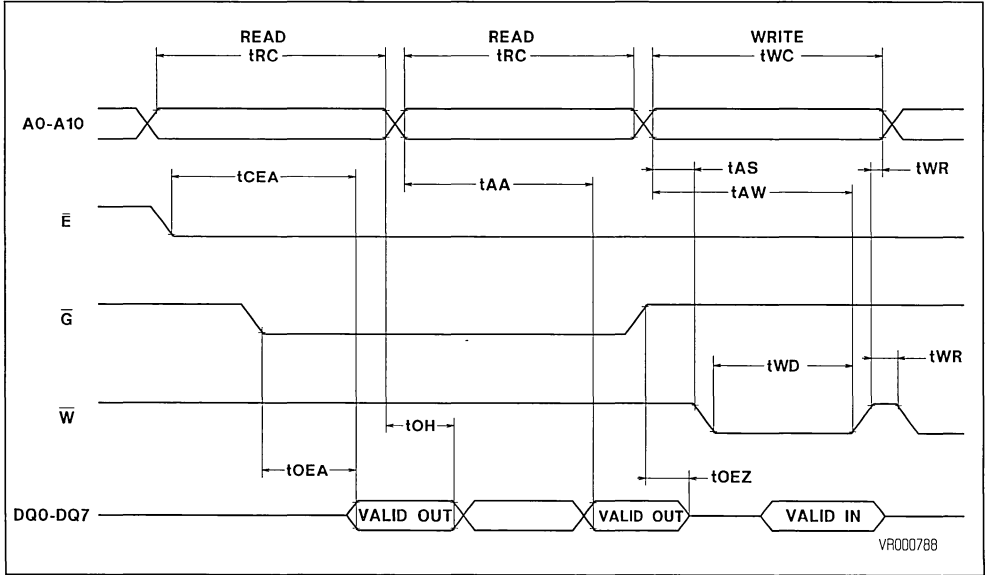 READ READ WRITE
tRC tRC tWC
A0-A10
tCEA tAA tAS tWR
tAW
E̅
G̅
tWD tWR
W̅
tOH
tOEA tOEZ
DQ0-DQ7 VALID OUT VALID OUT VALID IN
VR000788